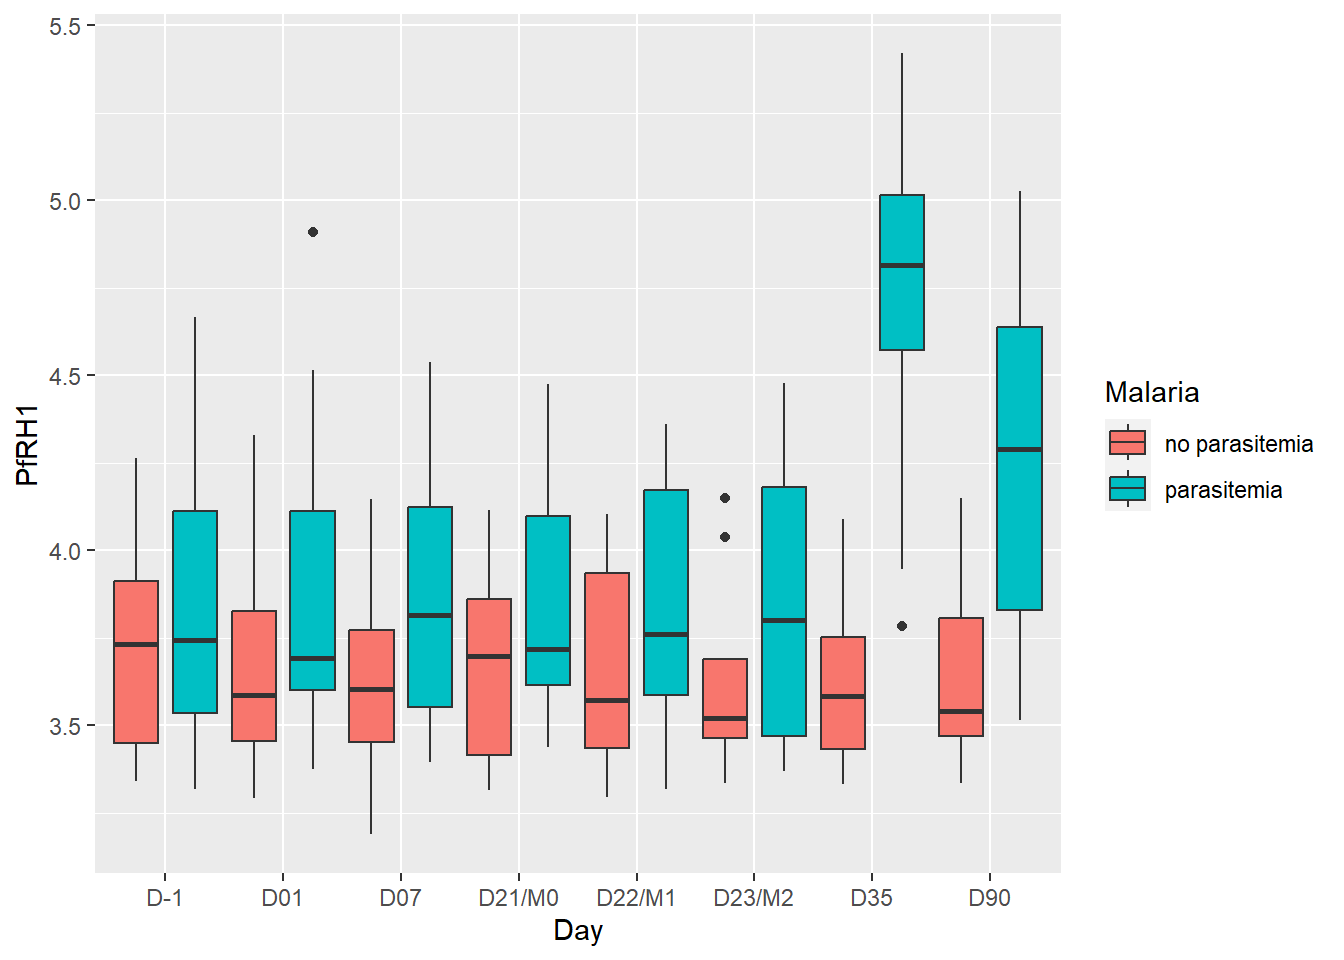 5.5
5.0
4.5
4.0
3.5
PfRH1
D-1 D01 D07 D21/M0 D22/M1 D23/M2 D35 D90
Day
Malaria
no parasitemia
parasitemia